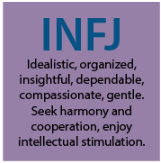 INFJ
Idealistic, organized,
insightful, dependable,
compassionate, gentle.
Seek harmony and
cooperation, enjoy
intellectual stimulation.